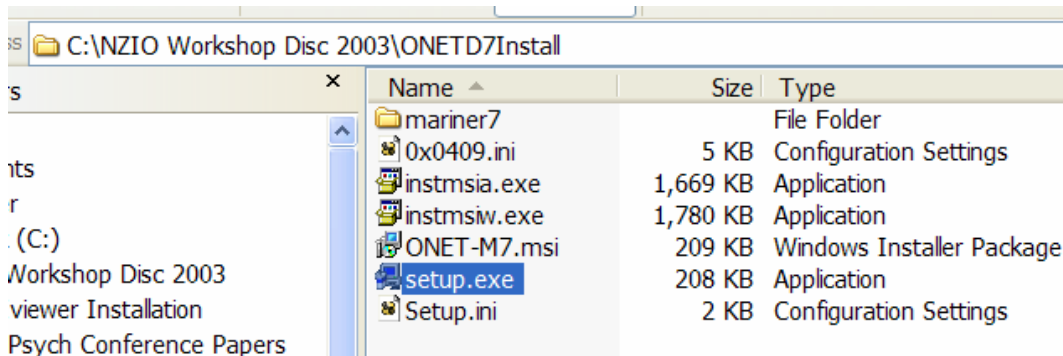 ss C:\NZIO Workshop Disc 2003\ONETD7Install
rs x
Name Size Type
mariner7 File Folder
0x0409.ini 5 KB Configuration Settings
instmsia.exe 1,669 KB Application
instmsiw.exe 1,780 KB Application
ONET-M7.msi 209 KB Windows Installer Package
setup.exe 208 KB Application
Setup.ini 2 KB Configuration Settings
nts
r
(C:)
Workshop Disc 2003
viewer Installation
Psych Conference Papers